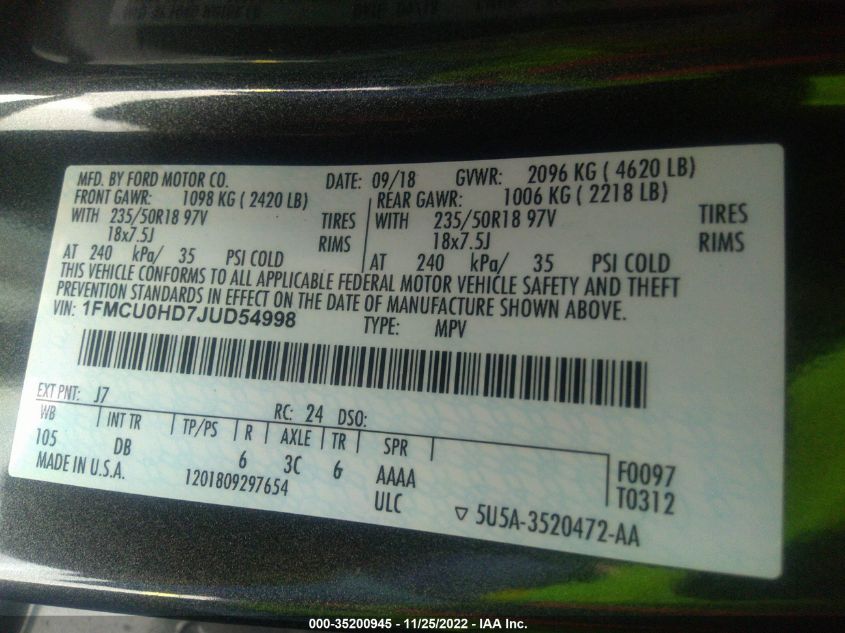 MFD. BY FORD MOTOR CO. DATE: 09/18 GVWR: 2096 KG ( 4620 LB)
FRONT GAWR: 1098 KG ( 2420 LB) REAR GAWR: 1006 KG ( 2218 LB)
WITH 235/50R18 97V TIRES WITH 235/50R18 97V TIRES
18x7.5J RIMS 18x7.5J RIMS
AT 240 kPa/ 35 PSI COLD AT 240 kPa/ 35 PSI COLD
THIS VEHICLE CONFORMS TO ALL APPLICABLE FEDERAL MOTOR VEHICLE SAFETY AND THEFT
PREVENTION STANDARDS IN EFFECT ON THE DATE OF MANUFACTURE SHOWN ABOVE.
VIN: 1FMCU0HD7JUD54998 TYPE: MPV
EXT PNT: J7 RC: 24 DSO:
WB INT TR TP/PS R AXLE TR SPR
105 DB 6 3C 6 AAAA F0097
MADE IN U.S.A. 1201809297654 ULC T0312
▽ 5U5A-3520472-AA
000-35200945 - 11/25/2022 - IAA Inc.